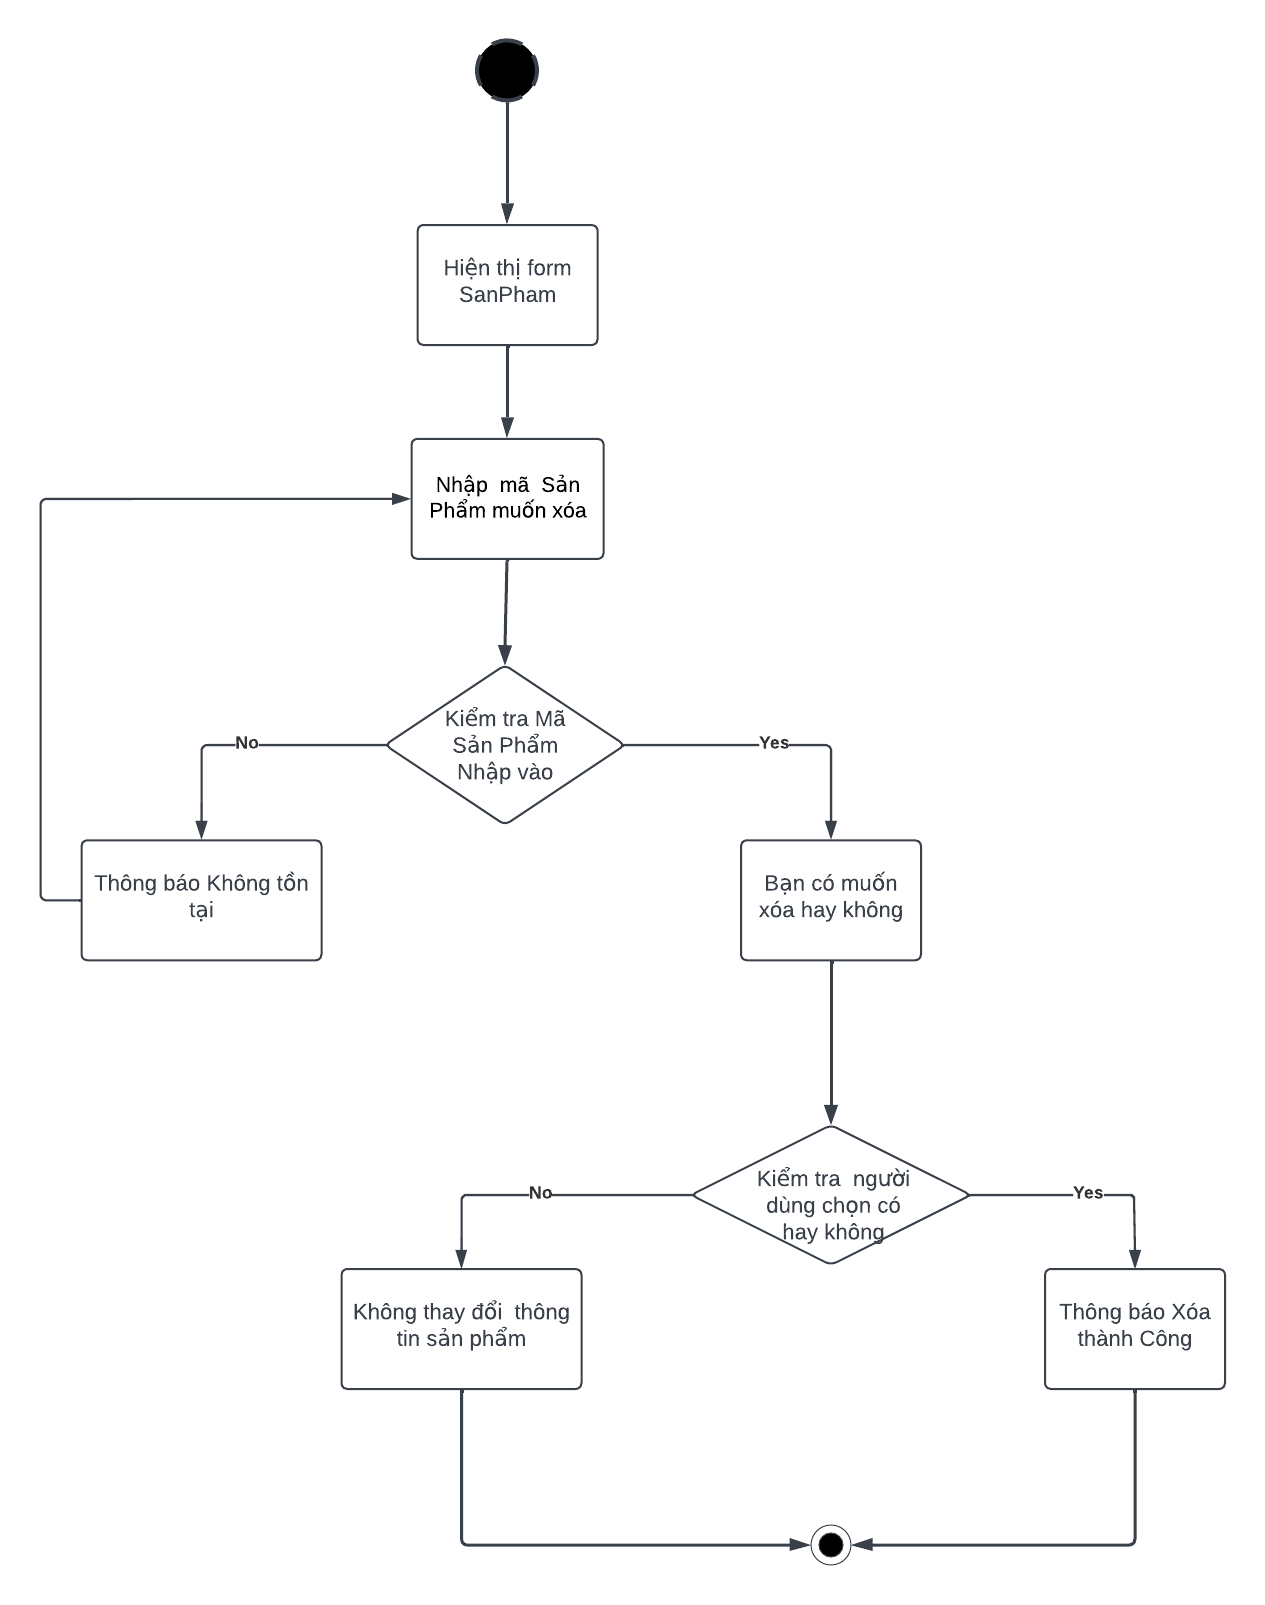 Hiện thị form
SanPham
Nhập mã Sản
Phẩm muốn xóa
Kiểm tra Mã
Sản Phẩm
Nhập vào
No
Yes
Thông báo Không tồn
tại
Bạn có muốn
xóa hay không
Kiểm tra người
dùng chọn có
hay không
No
Yes
Không thay đổi thông
tin sản phẩm
Thông báo Xóa
thành Công